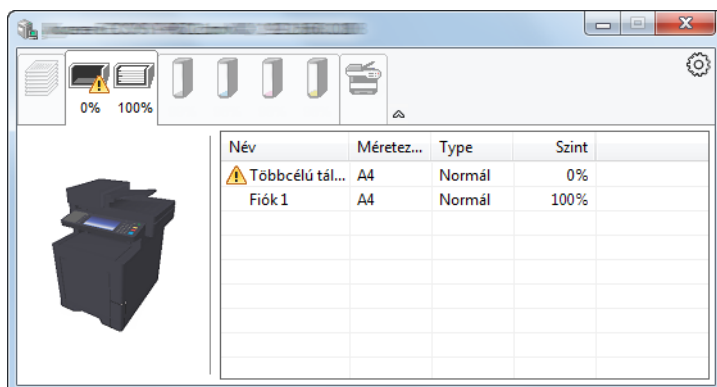 0% 100%
Név Méretez... Type Szint
Többcélú tál... A4 Normál 0%
Fiók 1 A4 Normál 100%